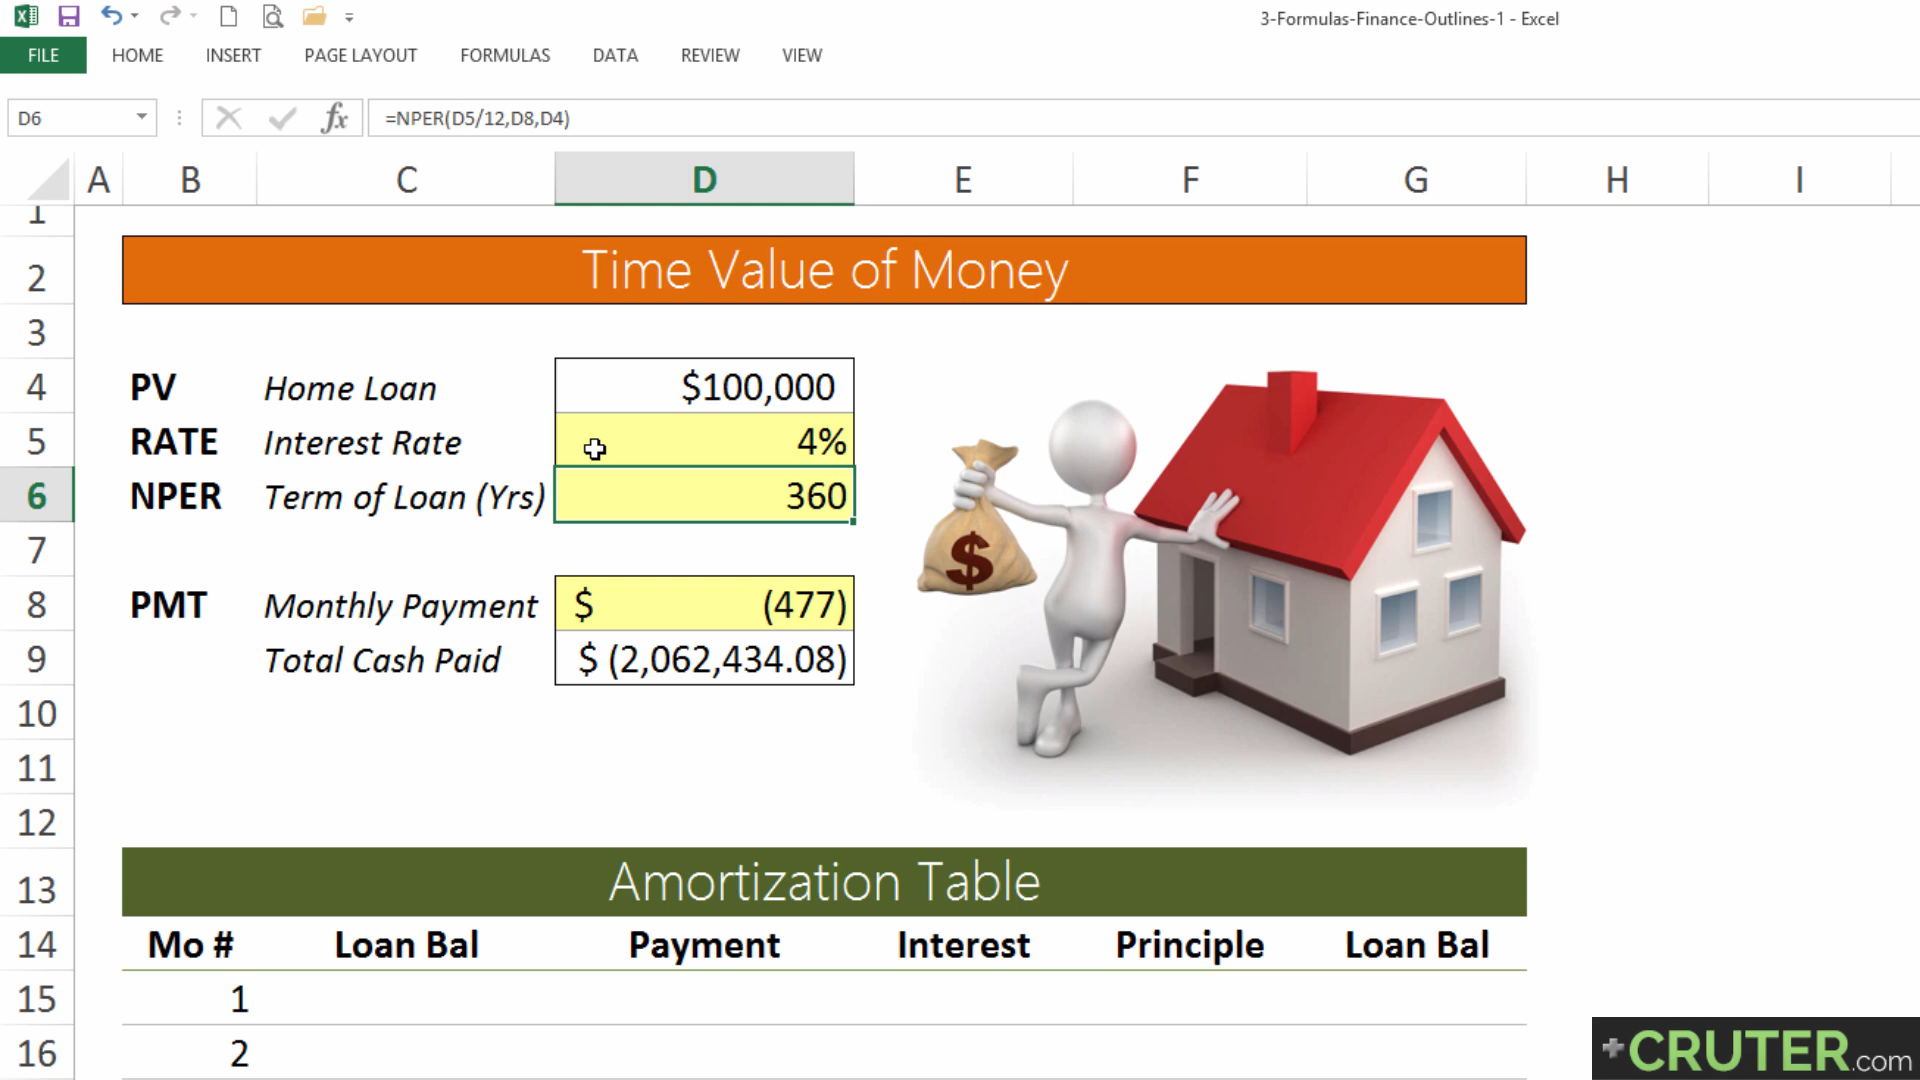 3-Formulas-Finance-Outlines-1 - Excel
FILE HOME INSERT PAGE LAYOUT FORMULAS DATA REVIEW VIEW
D6 fx =NPER(D5/12,D8,D4)
A B C D E F G H I
1
2 Time Value of Money
3
4 PV Home Loan $100,000
5 RATE Interest Rate 4%
6 NPER Term of Loan (Yrs) 360
7
8 PMT Monthly Payment $ (477)
9 Total Cash Paid $ (2,062,434.08)
10
11
12
13 Amortization Table
14 Mo # Loan Bal Payment Interest Principle Loan Bal
15 1
16 2
$
+CRUTER.com